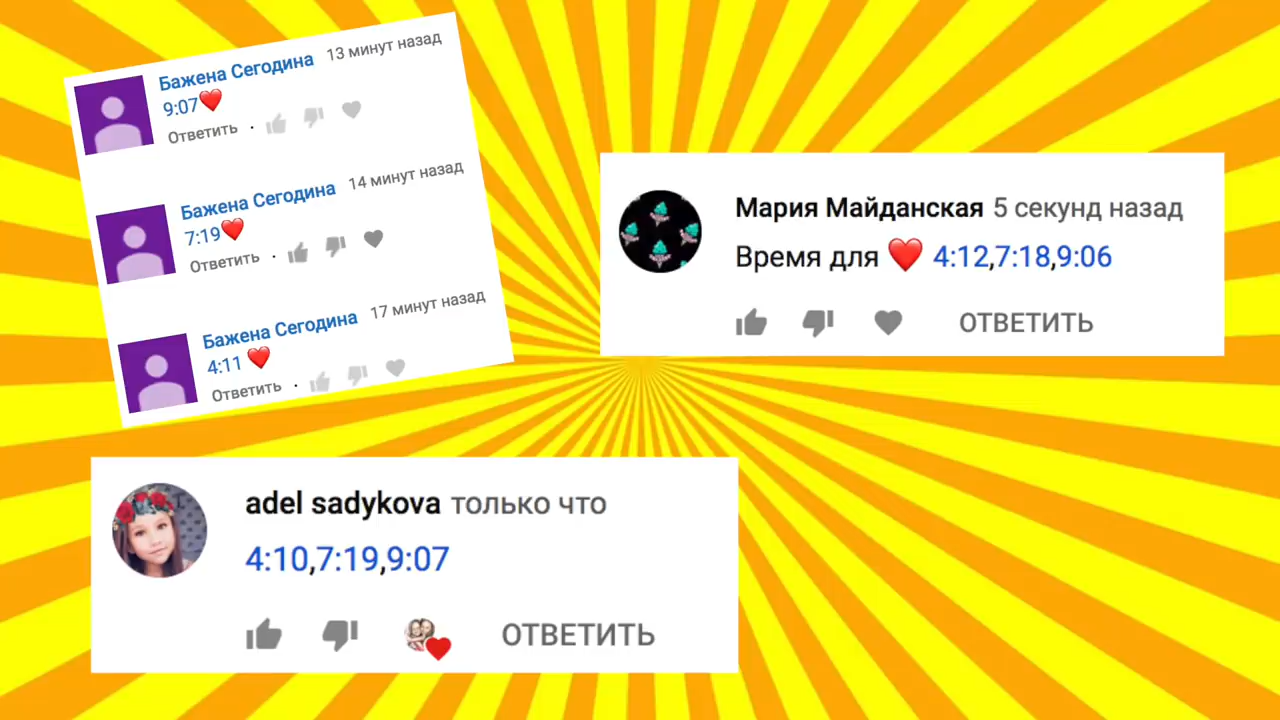 Бажена Сегодина 13 минут назад
9:07❤️
Ответить ·
Бажена Сегодина 14 минут назад
7:19❤️
Ответить ·
Бажена Сегодина 17 минут назад
4:11 ❤️
Ответить ·
Мария Майданская 5 секунд назад
Время для ❤️ 4:12,7:18,9:06
ОТВЕТИТЬ
adel sadykova только что
4:10,7:19,9:07
ОТВЕТИТЬ